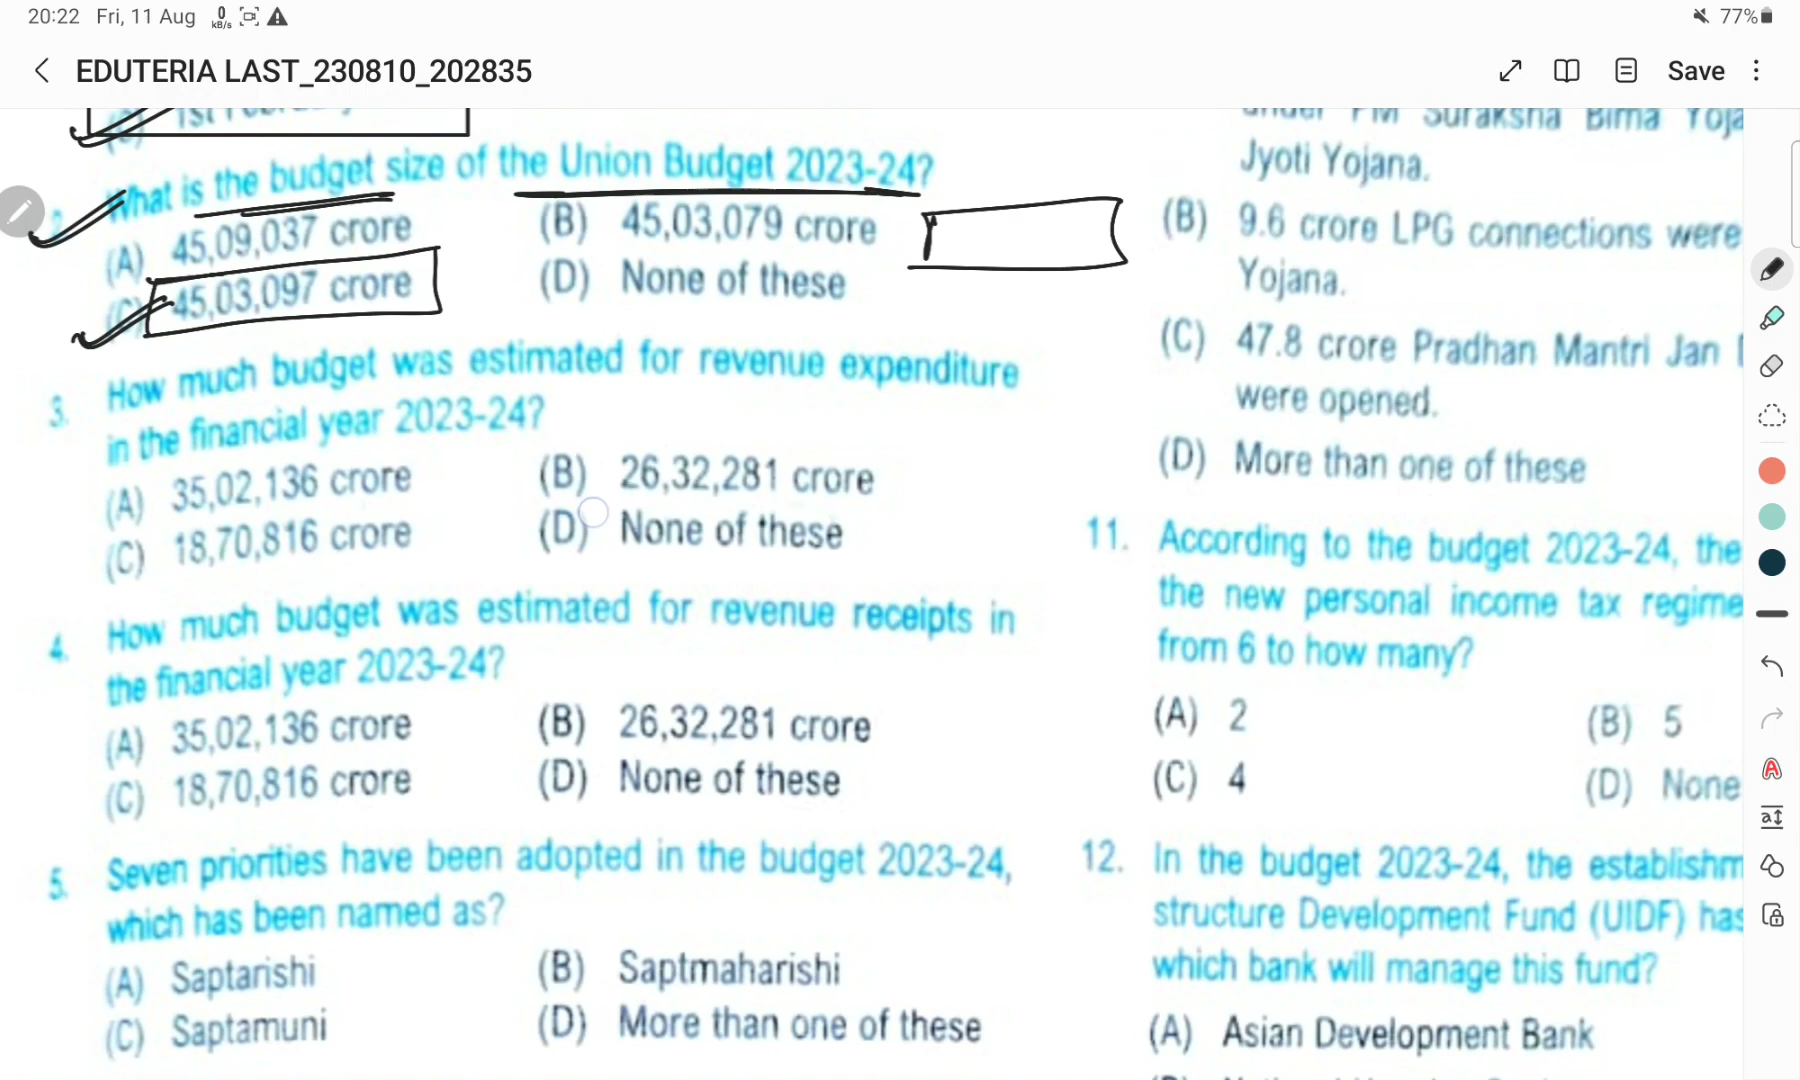 20:22 Fri, 11 Aug 0 kB/s
77%
EDUTERIA LAST_230810_202835
Save
What is the budget size of the Union Budget 2023-24?
(A) 45,09,037 crore (B) 45,03,079 crore
(C) 45,03,097 crore (D) None of these
3. How much budget was estimated for revenue expenditure
in the financial year 2023-24?
(A) 35,02,136 crore (B) 26,32,281 crore
(C) 18,70,816 crore (D) None of these
4. How much budget was estimated for revenue receipts in
the financial year 2023-24?
(A) 35,02,136 crore (B) 26,32,281 crore
(C) 18,70,816 crore (D) None of these
5. Seven priorities have been adopted in the budget 2023-24,
which has been named as?
(A) Saptarishi (B) Saptmaharishi
(C) Saptamuni (D) More than one of these
under PM Suraksha Bima Yoja
Jyoti Yojana.
(B) 9.6 crore LPG connections were
Yojana.
(C) 47.8 crore Pradhan Mantri Jan
were opened.
(D) More than one of these
11. According to the budget 2023-24, the
the new personal income tax regime
from 6 to how many?
(A) 2 (B) 5
(C) 4 (D) None
12. In the budget 2023-24, the establishm
structure Development Fund (UIDF) has
which bank will manage this fund?
(A) Asian Development Bank